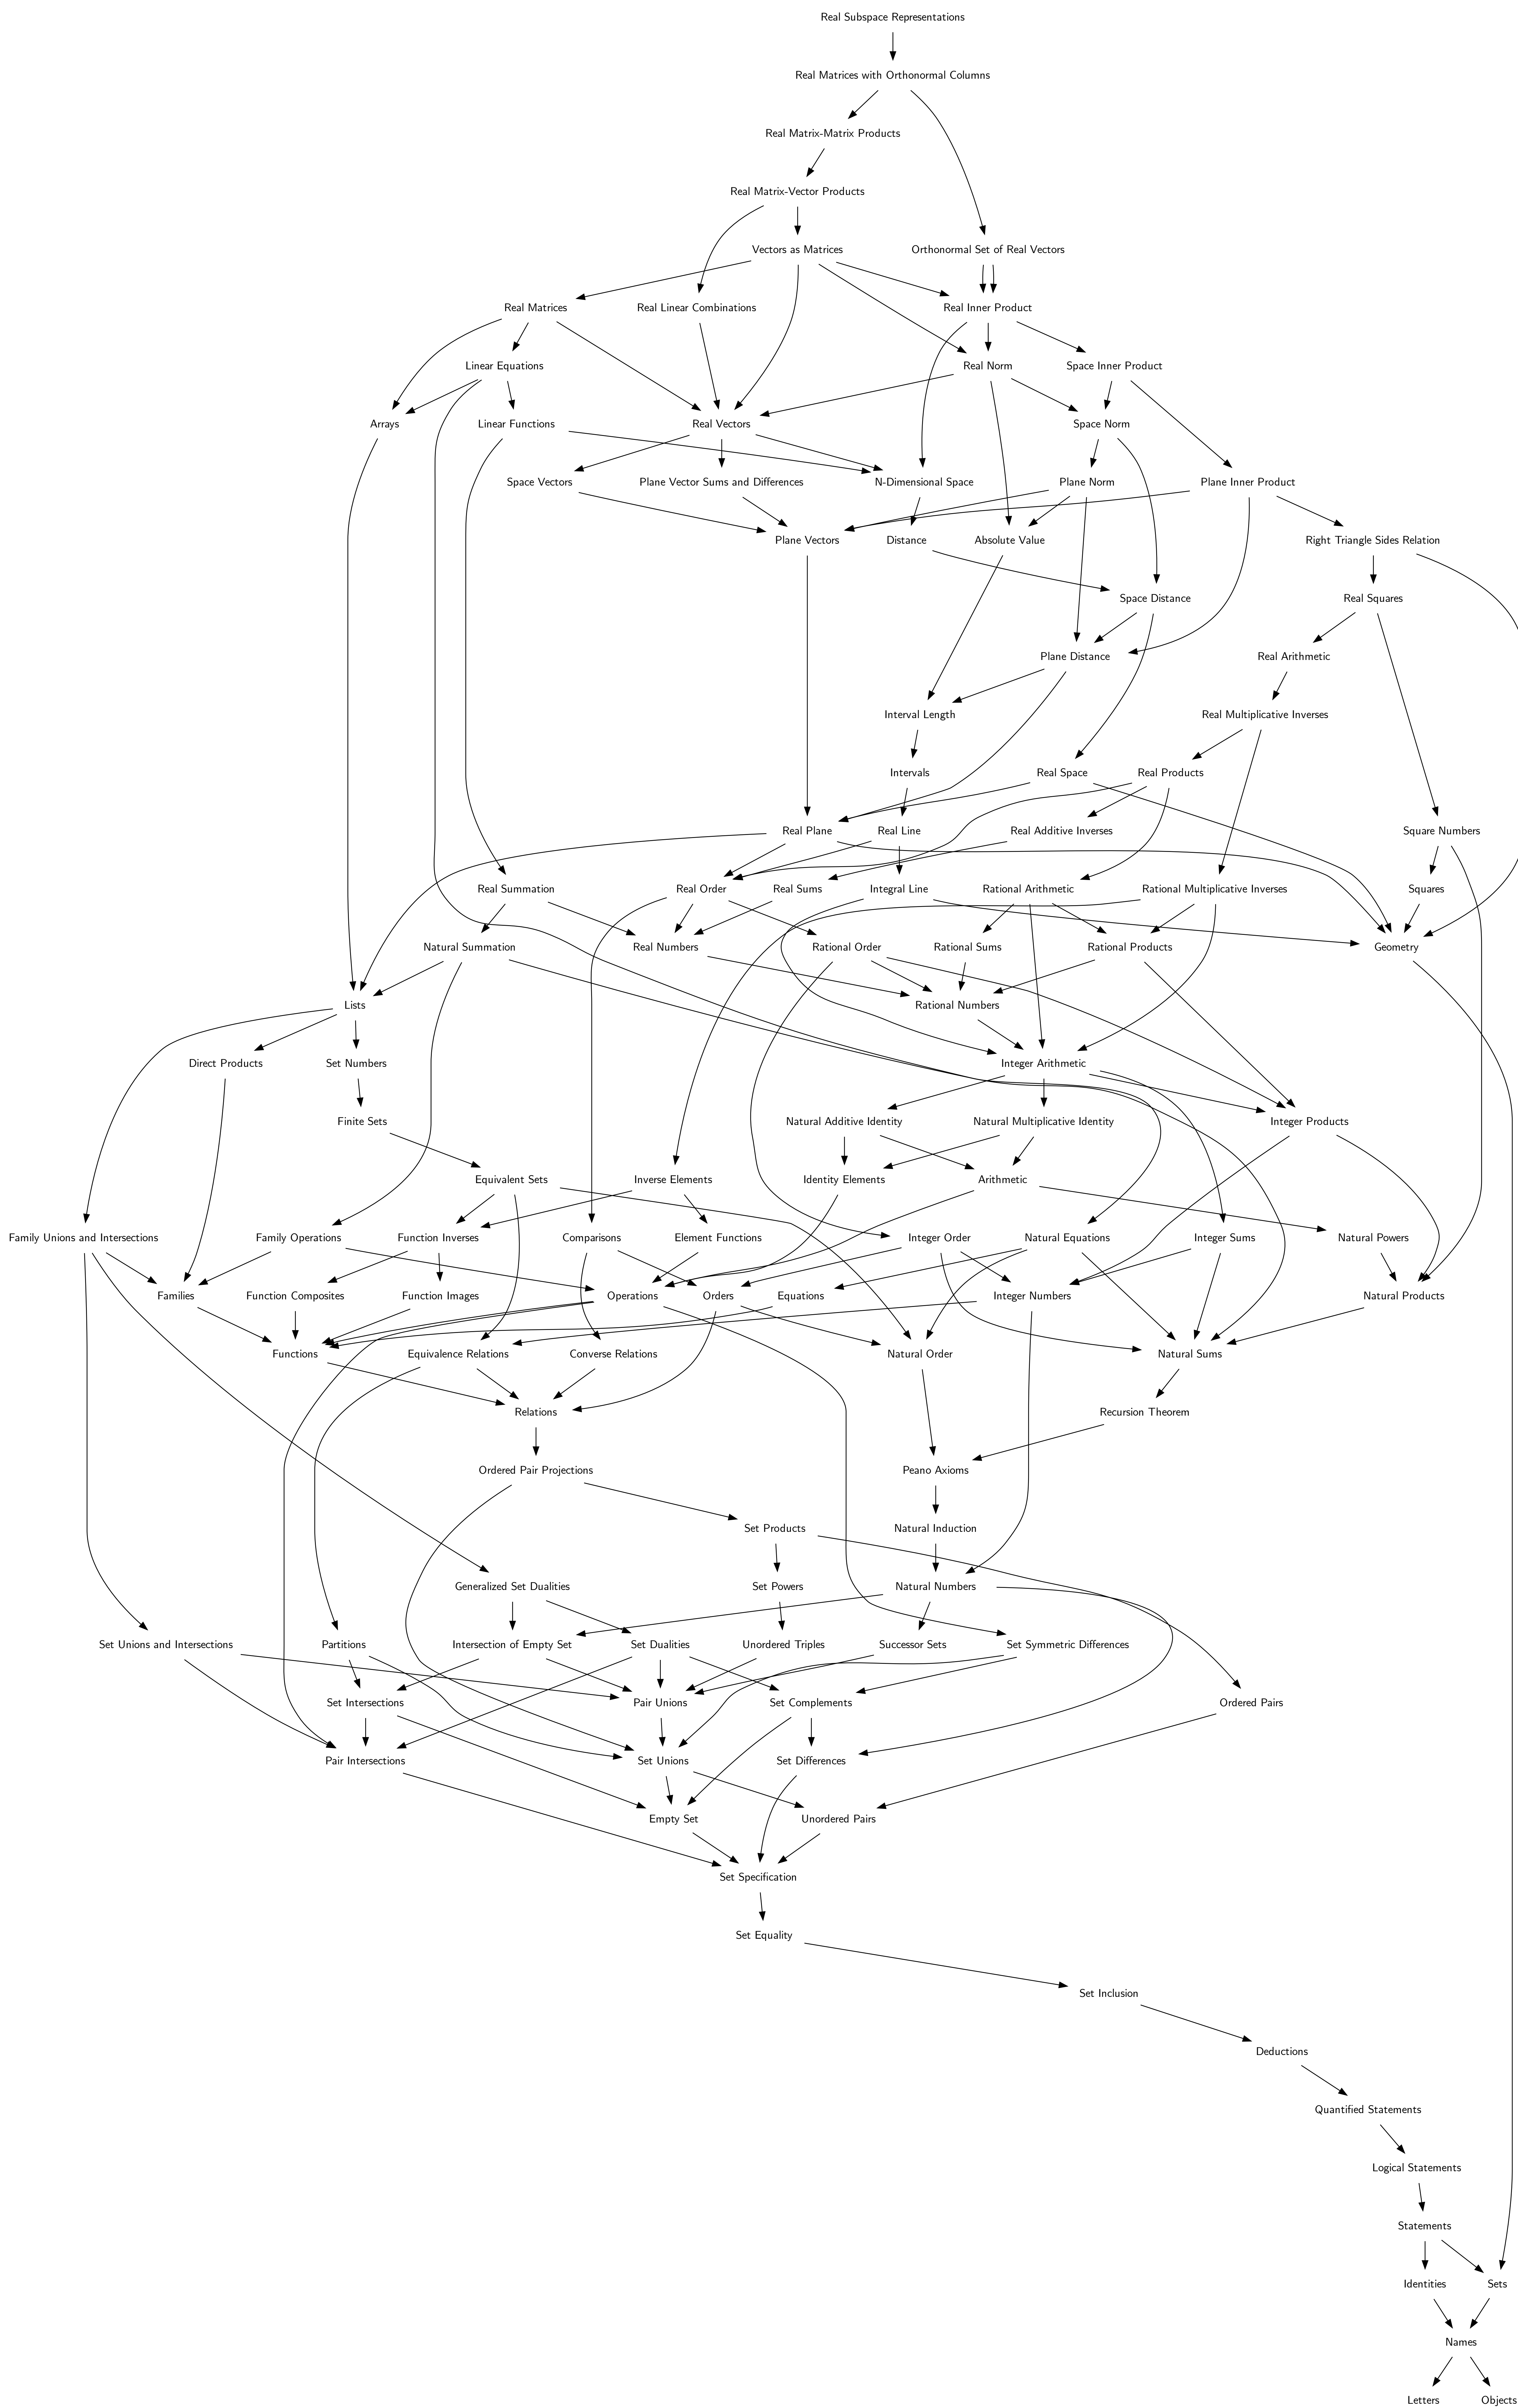 Real Subspace Representations
Real Matrices with Orthonormal Columns
Real Matrix-Matrix Products
Real Matrix-Vector Products
Vectors as Matrices
Orthonormal Set of Real Vectors
Real Matrices
Real Linear Combinations
Real Inner Product
Linear Equations
Real Norm
Space Inner Product
Arrays
Linear Functions
Real Vectors
Space Norm
Space Vectors
Plane Vector Sums and Differences
N-Dimensional Space
Plane Norm
Plane Inner Product
Plane Vectors
Distance
Absolute Value
Right Triangle Sides Relation
Space Distance
Real Squares
Plane Distance
Real Arithmetic
Interval Length
Real Multiplicative Inverses
Intervals
Real Space
Real Products
Real Plane
Real Line
Real Additive Inverses
Square Numbers
Real Summation
Real Order
Real Sums
Integral Line
Rational Arithmetic
Rational Multiplicative Inverses
Squares
Natural Summation
Real Numbers
Rational Order
Rational Sums
Rational Products
Geometry
Lists
Rational Numbers
Direct Products
Set Numbers
Integer Arithmetic
Finite Sets
Natural Additive Identity
Natural Multiplicative Identity
Integer Products
Equivalent Sets
Inverse Elements
Identity Elements
Arithmetic
Family Unions and Intersections
Family Operations
Function Inverses
Comparisons
Element Functions
Integer Order
Natural Equations
Integer Sums
Natural Powers
Families
Function Composites
Function Images
Operations
Orders
Equations
Integer Numbers
Natural Products
Functions
Equivalence Relations
Converse Relations
Natural Order
Natural Sums
Relations
Recursion Theorem
Ordered Pair Projections
Peano Axioms
Set Products
Natural Induction
Generalized Set Dualities
Set Powers
Natural Numbers
Set Unions and Intersections
Partitions
Intersection of Empty Set
Set Dualities
Unordered Triples
Successor Sets
Set Symmetric Differences
Set Intersections
Pair Unions
Set Complements
Ordered Pairs
Pair Intersections
Set Unions
Set Differences
Empty Set
Unordered Pairs
Set Specification
Set Equality
Set Inclusion
Deductions
Quantified Statements
Logical Statements
Statements
Identities
Sets
Names
Letters
Objects